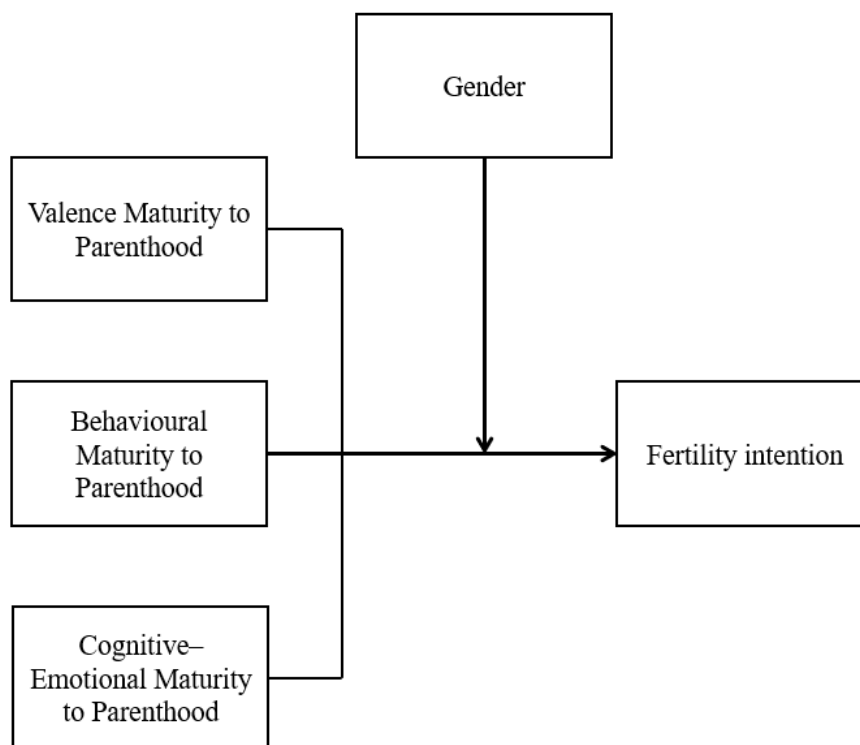 Gender
Valence Maturity to
Parenthood
Behavioural
Maturity to
Parenthood
Fertility intention
Cognitive–
Emotional Maturity
to Parenthood